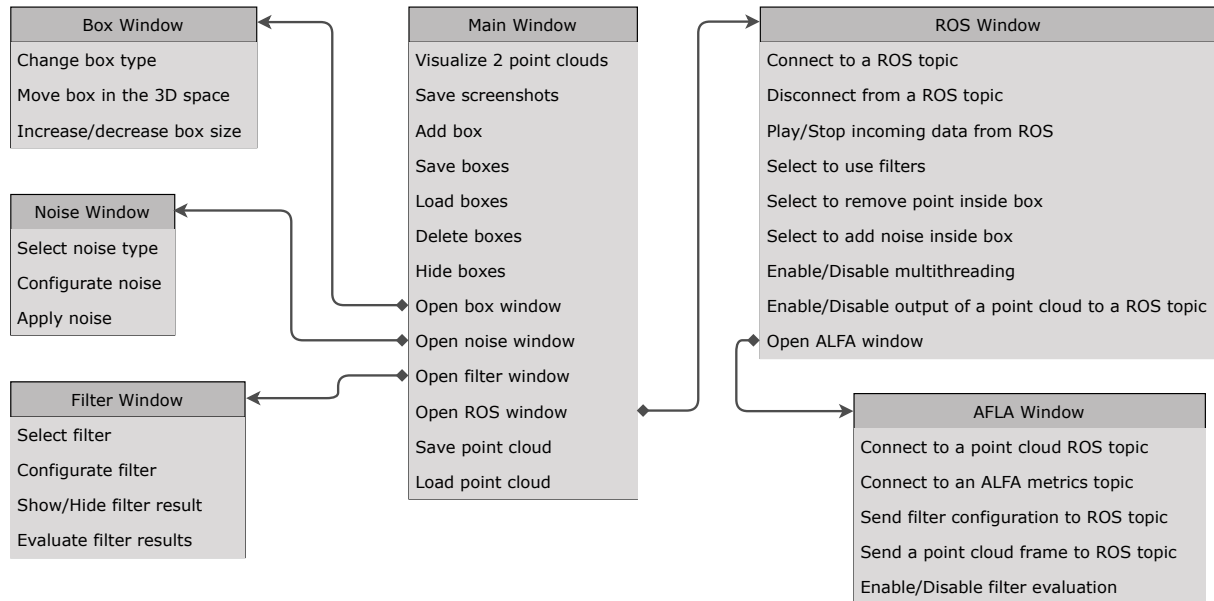 Box Window
Change box type
Move box in the 3D space
Increase/decrease box size
Noise Window
Select noise type
Configurate noise
Apply noise
Filter Window
Select filter
Configurate filter
Show/Hide filter result
Evaluate filter results
Main Window
Visualize 2 point clouds
Save screenshots
Add box
Save boxes
Load boxes
Delete boxes
Hide boxes
Open box window
Open noise window
Open filter window
Open ROS window
Save point cloud
Load point cloud
ROS Window
Connect to a ROS topic
Disconnect from a ROS topic
Play/Stop incoming data from ROS
Select to use filters
Select to remove point inside box
Select to add noise inside box
Enable/Disable multithreading
Enable/Disable output of a point cloud to a ROS topic
Open ALFA window
AFLA Window
Connect to a point cloud ROS topic
Connect to an ALFA metrics topic
Send filter configuration to ROS topic
Send a point cloud frame to ROS topic
Enable/Disable filter evaluation